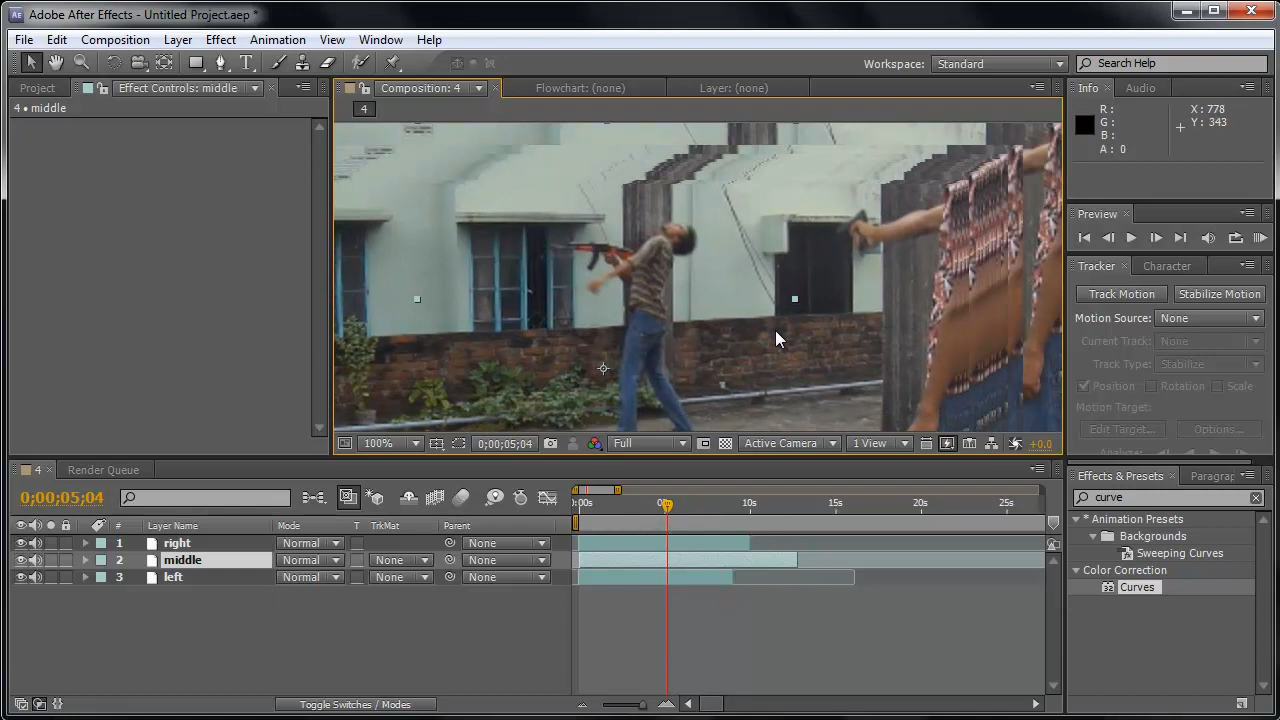 Adobe After Effects - Untitled Project.aep *
File Edit Composition Layer Effect Animation View Window Help
Workspace: Standard Search Help
Project Effect Controls: middle Composition: 4 Flowchart: (none) Layer: (none) Info Audio
4 • middle
4
R: X: 778
G: Y: 343
B:
A: 0
Preview
Tracker Character
Track Motion Stabilize Motion
Motion Source: None
Current Track: None
Track Type: Stabilize
Position Rotation Scale
Motion Target:
Edit Target... Options...
Analyze:
100% 0;00;05;04 Full Active Camera 1 View +0.0
4 Render Queue
Effects & Presets Paragr
0;00;05;04
curve
):00s 10s 15s 20s 25s
# Layer Name Mode T TrkMat Parent
1 right Normal None
2 middle Normal None None
3 left Normal None None
* Animation Presets
Backgrounds
Sweeping Curves
Color Correction
32 Curves
Toggle Switches / Modes